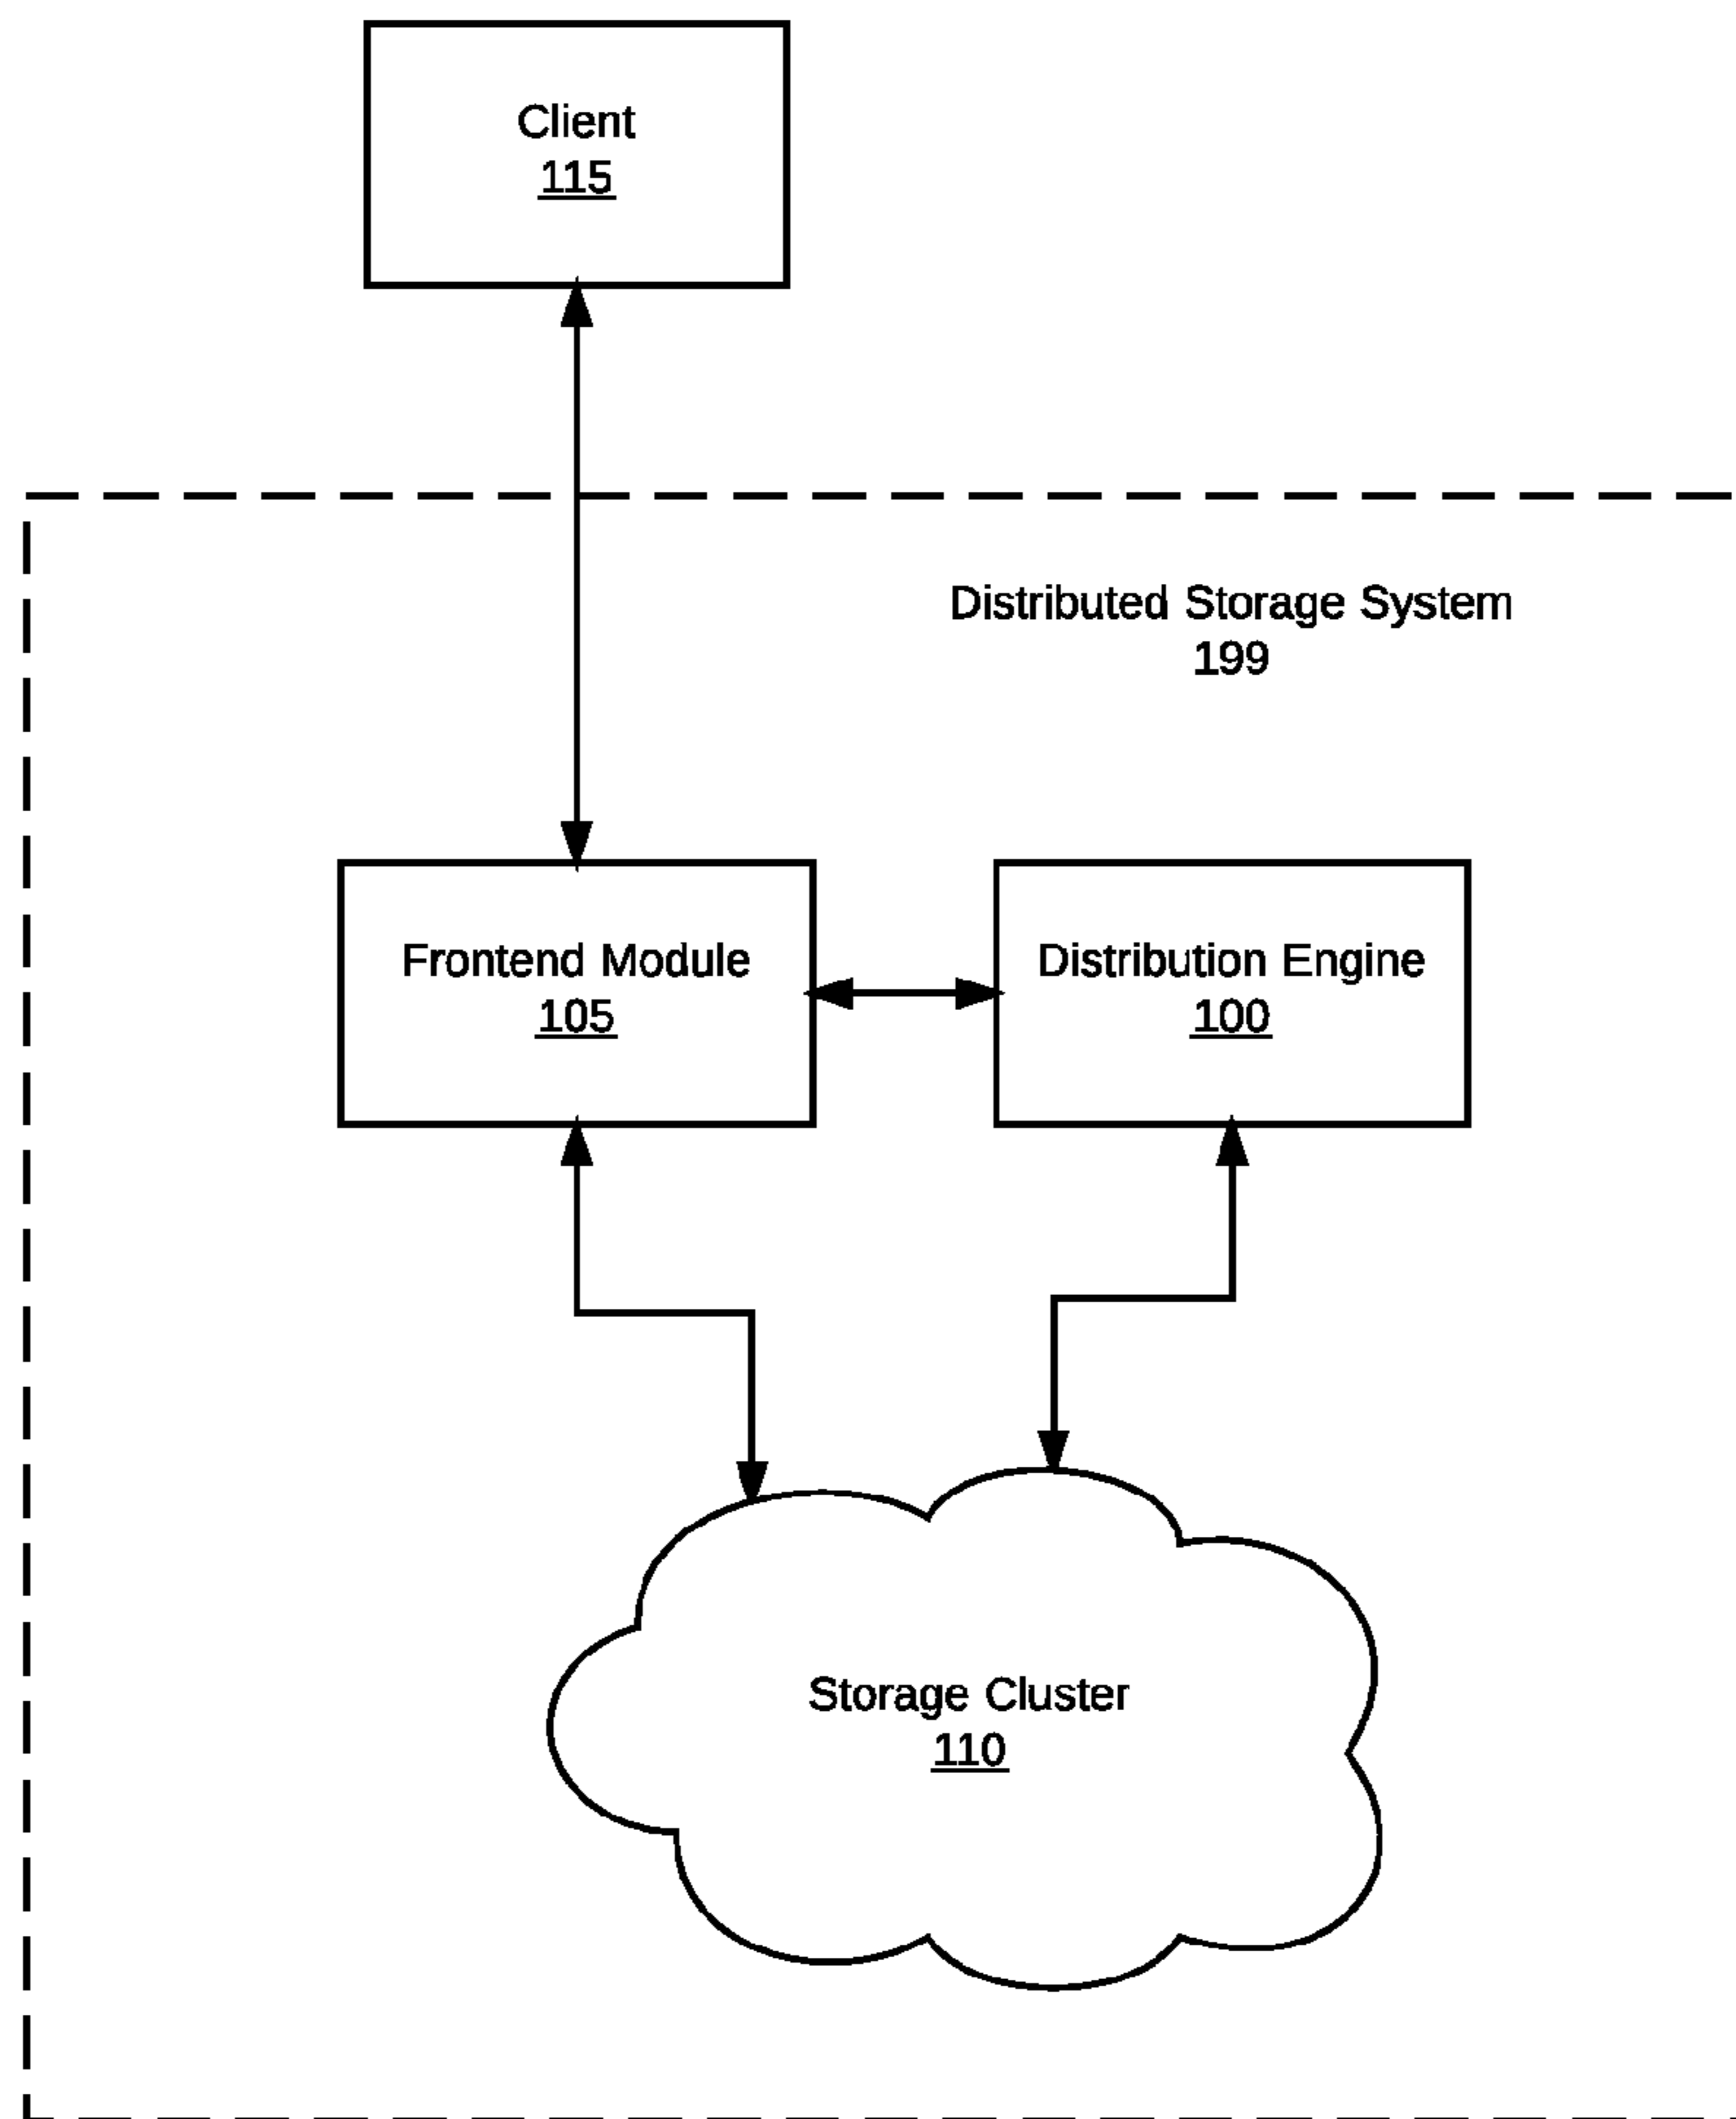 Client
115
Distributed Storage System
199
Frontend Module
105
Distribution Engine
100
Storage Cluster
110